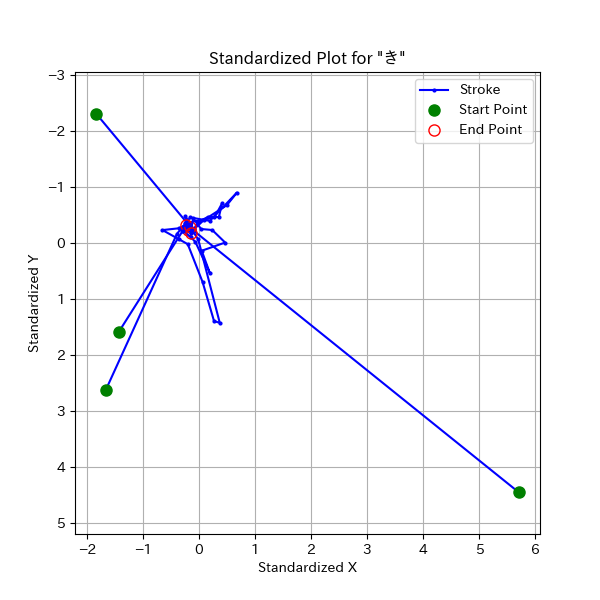 Standardized Plot for "き"
Stroke
Start Point
End Point
−3
−2
−1
0
1
2
3
4
5
Standardized Y
−2 −1 0 1 2 3 4 5 6
Standardized X